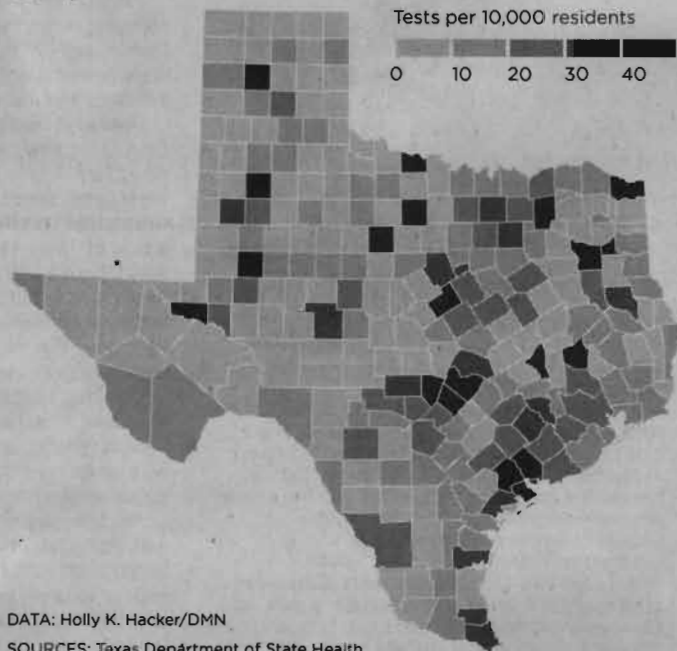 Tests per 10,000 residents
0 10 20 30 40
DATA: Holly K. Hacker/DMN
SOURCES: Texas Department of State Health